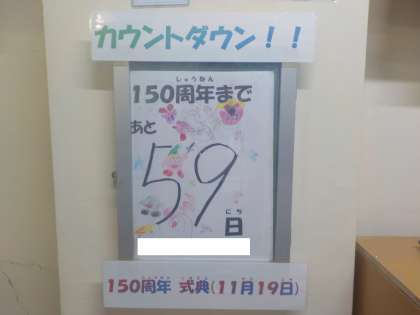 カウントダウン！！
しゅうねん
150周年まで
あと
59
にち
日
150周年 式典(11月19日)